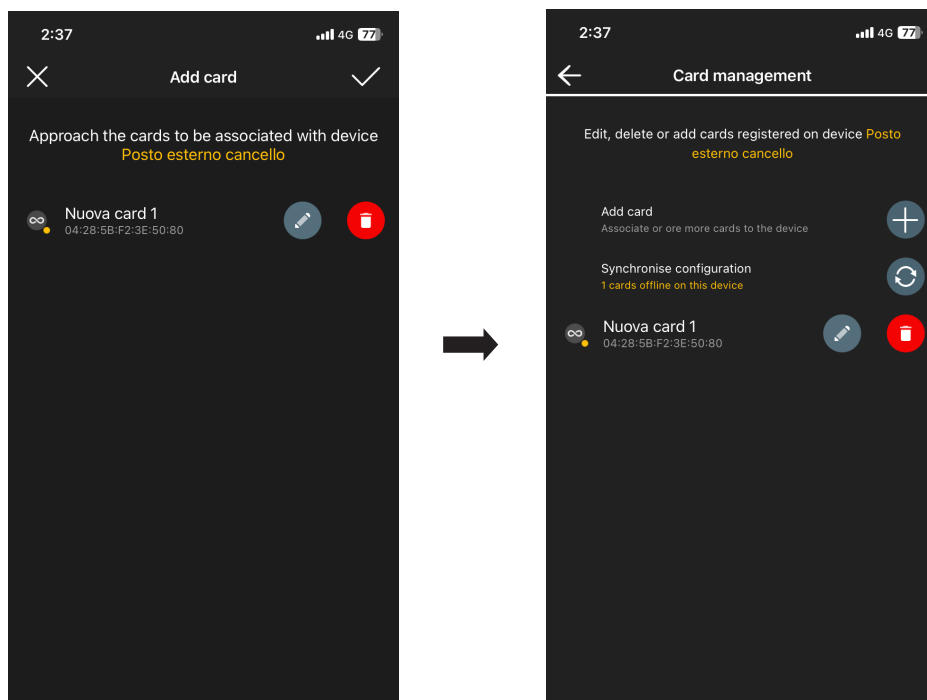 2:37
4G 77
Add card
Approach the cards to be associated with device
Posto esterno cancello
Nuova card 1
04:28:5B:F2:3E:50:80
2:37
4G 77
Card management
Edit, delete or add cards registered on device Posto
esterno cancello
Add card
Associate or ore more cards to the device
Synchronise configuration
1 cards offline on this device
Nuova card 1
04:28:5B:F2:3E:50:80